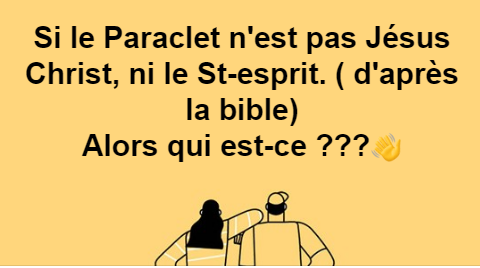 Si le Paraclet n'est pas Jésus
Christ, ni le St-esprit. ( d'après
la bible)
Alors qui est-ce ???👋